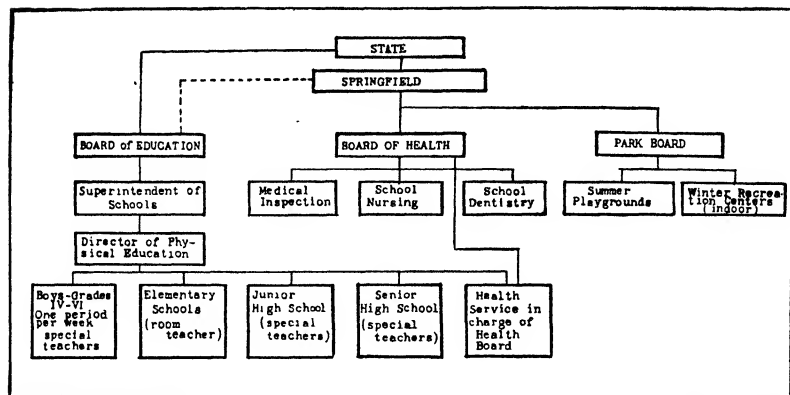 STATE
SPRINGFIELD
BOARD of EDUCATION
BOARD OF HEALTH
PARK BOARD
Superintendent of
Schools
Medical
Inspection
School
Nursing
School
Dentistry
Summer
Playgrounds
Winter Recrea-
tion Centers
(indoor)
Director of Phy-
sical Education
Boys-Grades
IV-VI
One period
per week
special
teachers
Elementary
Schools
(room
teacher)
Junior
High School
(special
teachers)
Senior
High School
(special
teachers)
Health
Service in
charge of
Health
Board